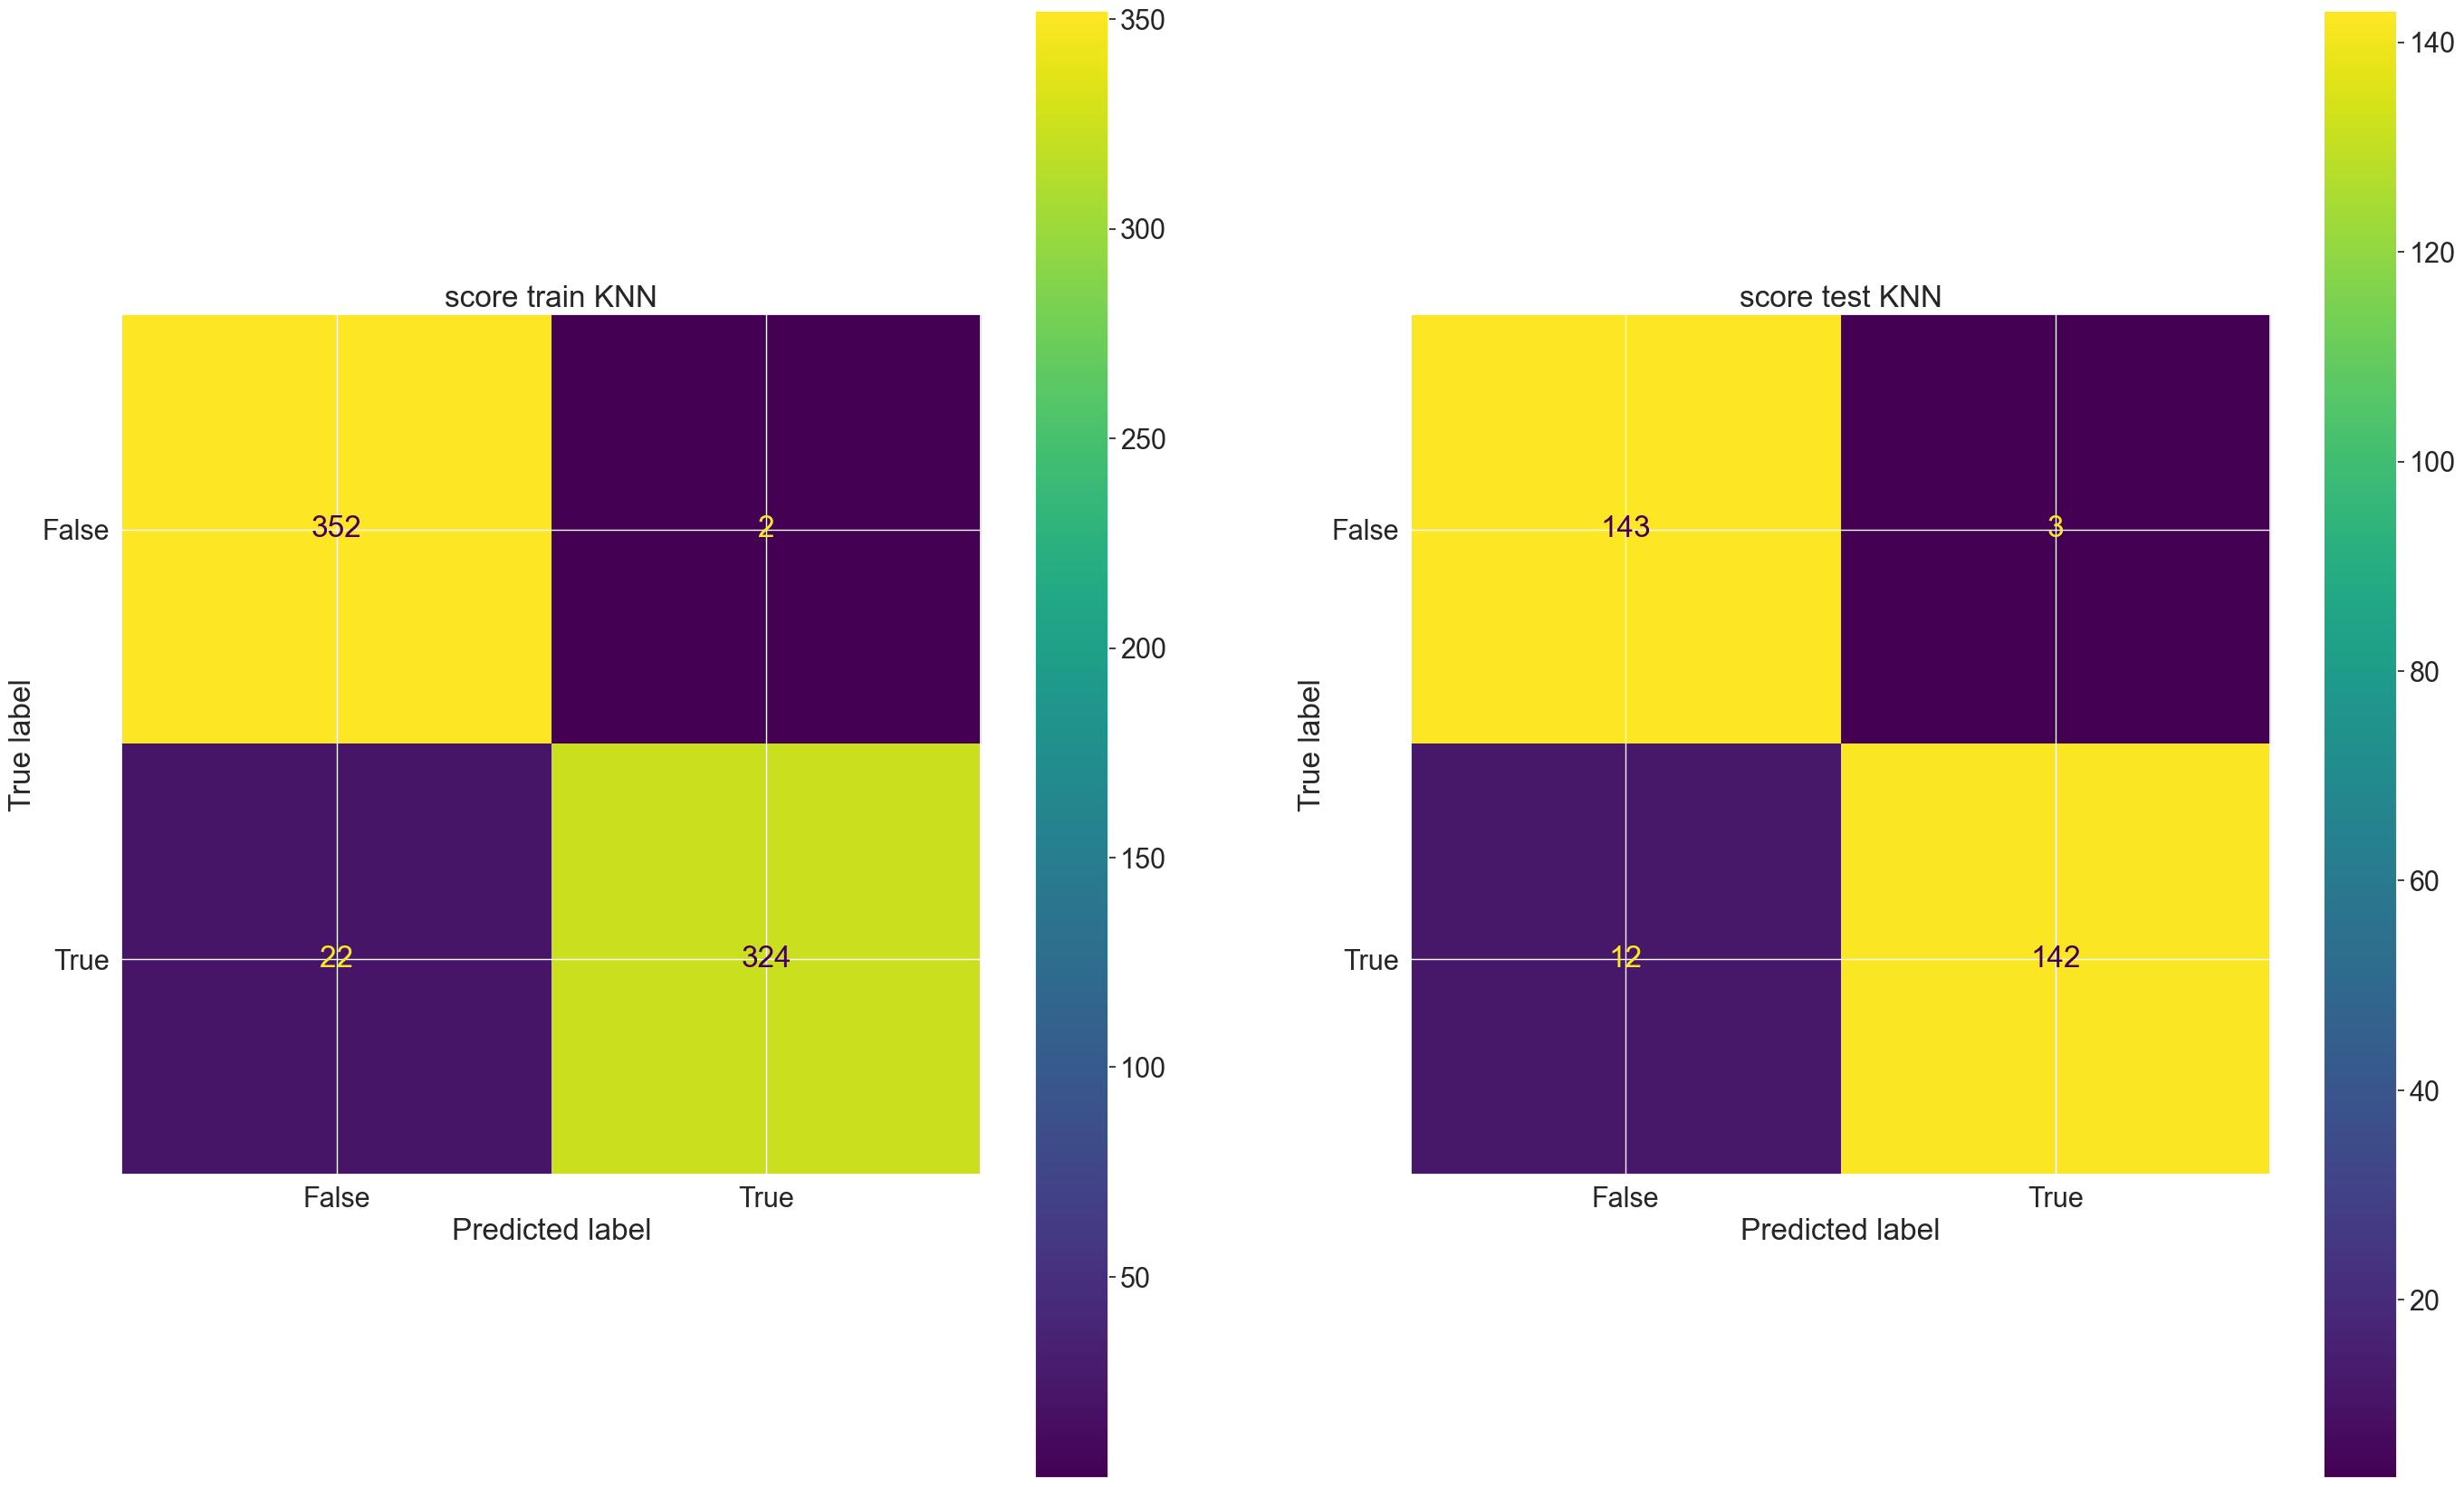 score train KNN
True label
False
True
352
2
22
324
False
True
Predicted label
350
300
250
200
150
100
50
score test KNN
True label
False
True
143
3
12
142
False
True
Predicted label
140
120
100
80
60
40
20